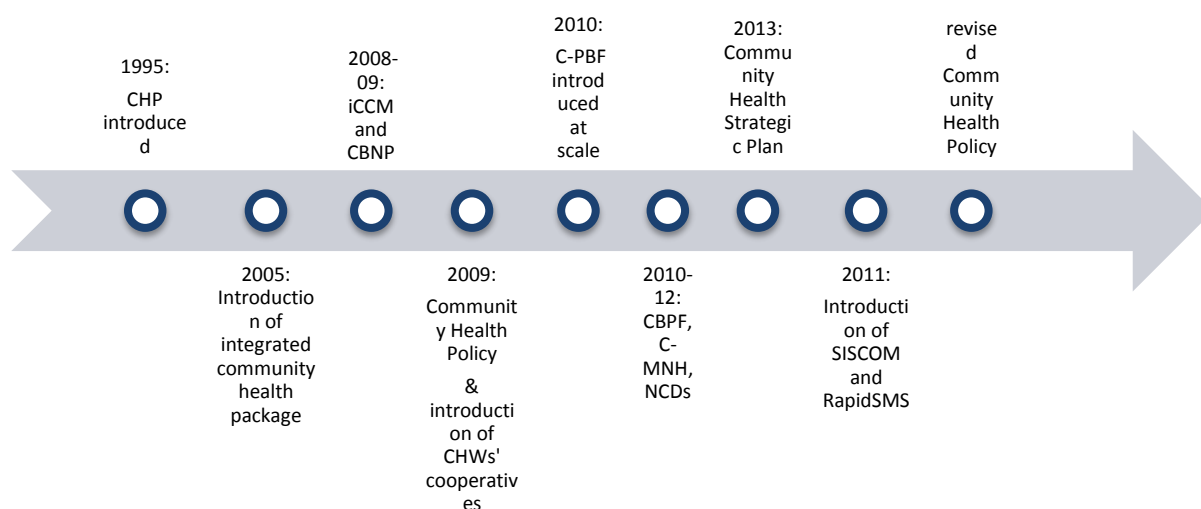 1995:
CHP
introduce
d
2005:
Introductio
n of
integrated
community
health
package
2008-
09:
iCCM
and
CBNP
2009:
Communit
y Health
Policy
&
introducti
on of
CHWs'
cooperativ
es
2010:
C-PBF
introd
uced
at
scale
2010-
12:
CBPF,
C-
MNH,
NCDs
2013:
Commu
nity
Health
Strategi
c Plan
2011:
Introducti
on of
SISCOM
and
RapidSMS
revise
d
Comm
unity
Health
Policy